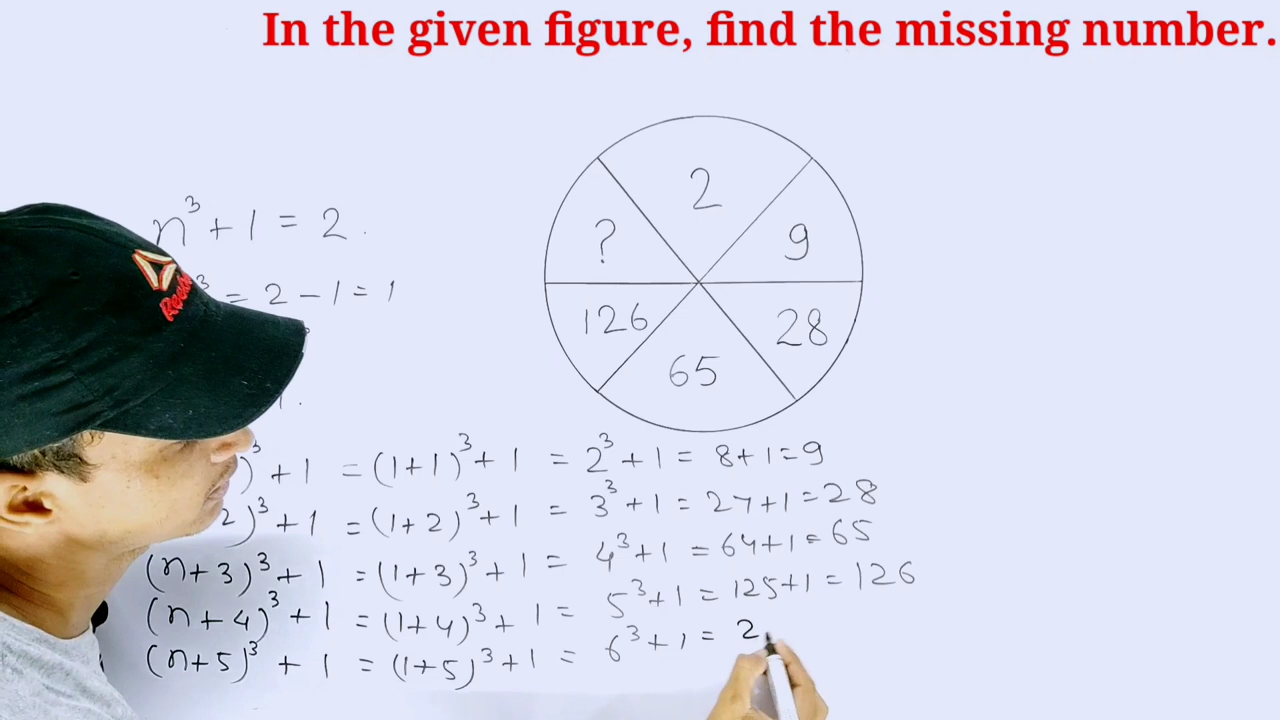 In the given figure, find the missing number.
n³ + 1 = 2.
³ = 2 - 1 = 1
2
?
9
126
28
65
)³ + 1 = (1+1)³ + 1 = 2³ + 1 = 8 + 1 = 9
2)³ + 1 = (1+2)³ + 1 = 3³ + 1 = 27 + 1 = 28
(n+3)³ + 1 = (1+3)³ + 1 = 4³ + 1 = 64 + 1 = 65
(n+4)³ + 1 = (1+4)³ + 1 = 5³ + 1 = 125 + 1 = 126
(n+5)³ + 1 = (1+5)³ + 1 = 6³ + 1 = 2